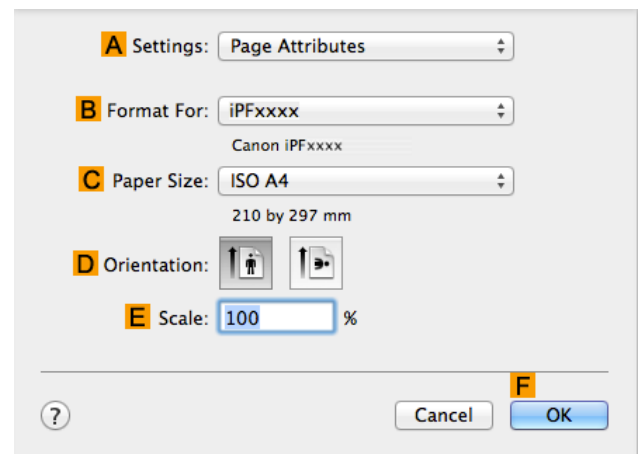 A Settings: Page Attributes
B Format For: iPFxxxx
Canon iPFxxxx
C Paper Size: ISO A4
210 by 297 mm
D Orientation:
E Scale: 100 %
F
? Cancel OK